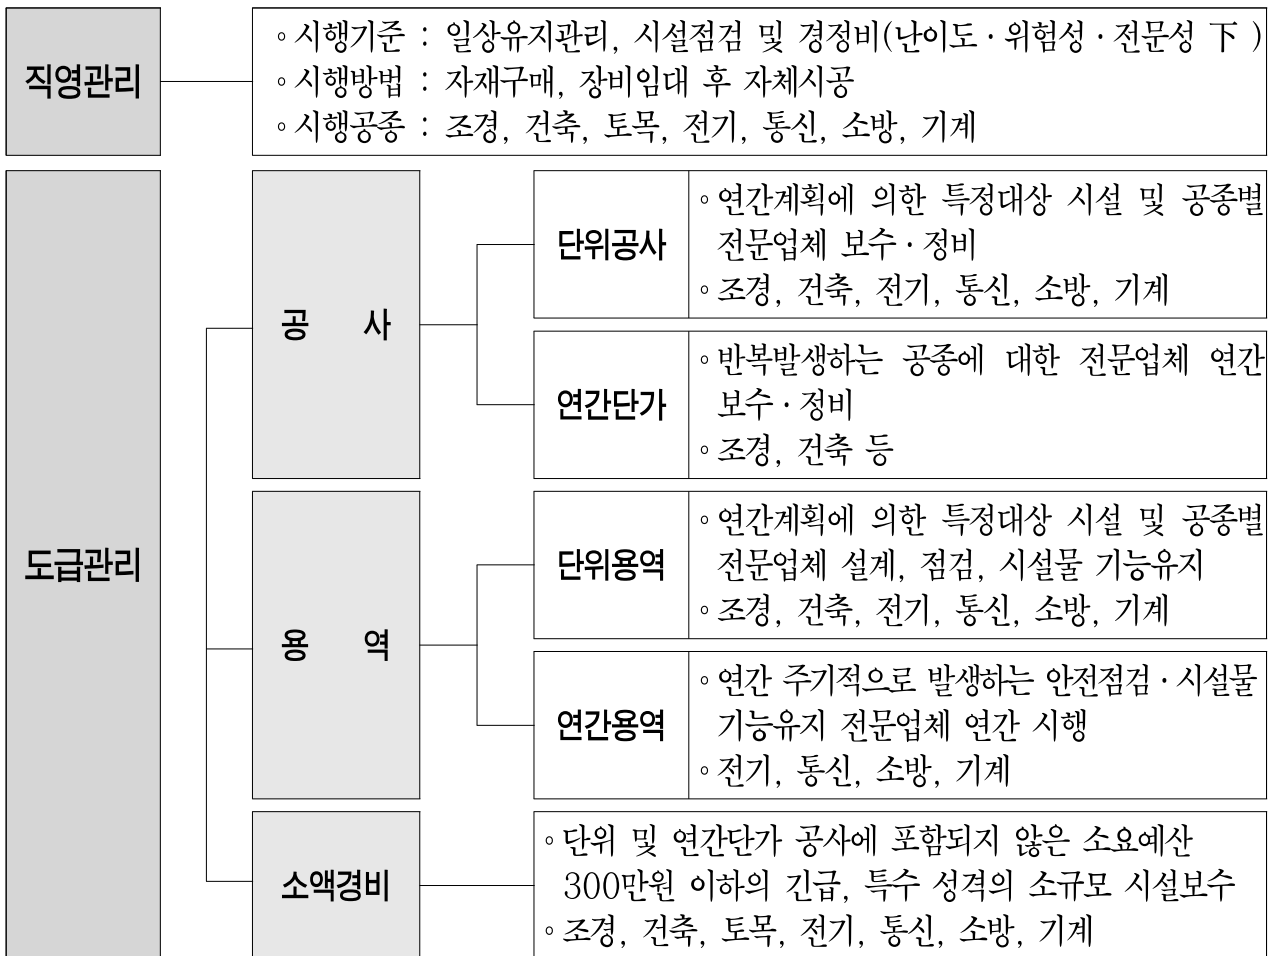 직영관리
◦시행기준 : 일상유지관리, 시설점검 및 경정비(난이도·위험성·전문성 下 )
◦시행방법 : 자재구매, 장비임대 후 자체시공
◦시행공종 : 조경, 건축, 토목, 전기, 통신, 소방, 기계
도급관리
공 사
단위공사
◦연간계획에 의한 특정대상 시설 및 공종별
전문업체 보수·정비
◦조경, 건축, 전기, 통신, 소방, 기계
연간단가
◦반복발생하는 공종에 대한 전문업체 연간
보수·정비
◦조경, 건축 등
용 역
단위용역
◦연간계획에 의한 특정대상 시설 및 공종별
전문업체 설계, 점검, 시설물 기능유지
◦조경, 건축, 전기, 통신, 소방, 기계
연간용역
◦연간 주기적으로 발생하는 안전점검·시설물
기능유지 전문업체 연간 시행
◦전기, 통신, 소방, 기계
소액경비
◦단위 및 연간단가 공사에 포함되지 않은 소요예산
300만원 이하의 긴급, 특수 성격의 소규모 시설보수
◦조경, 건축, 토목, 전기, 통신, 소방, 기계